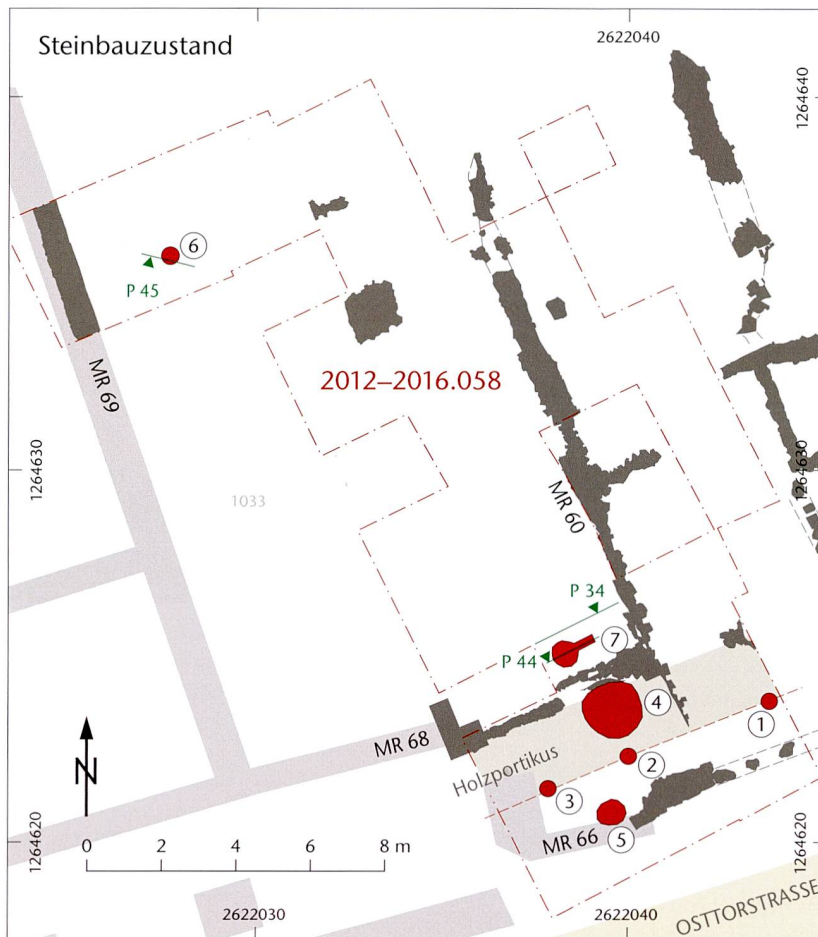 Steinbauzustand
2622040
1264640
6
P 45
MR 69
2012–2016.058
1264630
1264630
1033
MR 60
P 34
7
P 44
4
1
MR 68
Holzportikus
2
3
N
1264620
5
MR 66
1264620
0 2 4 6 8 m
2622030
2622040
OSTTORSTRASSE